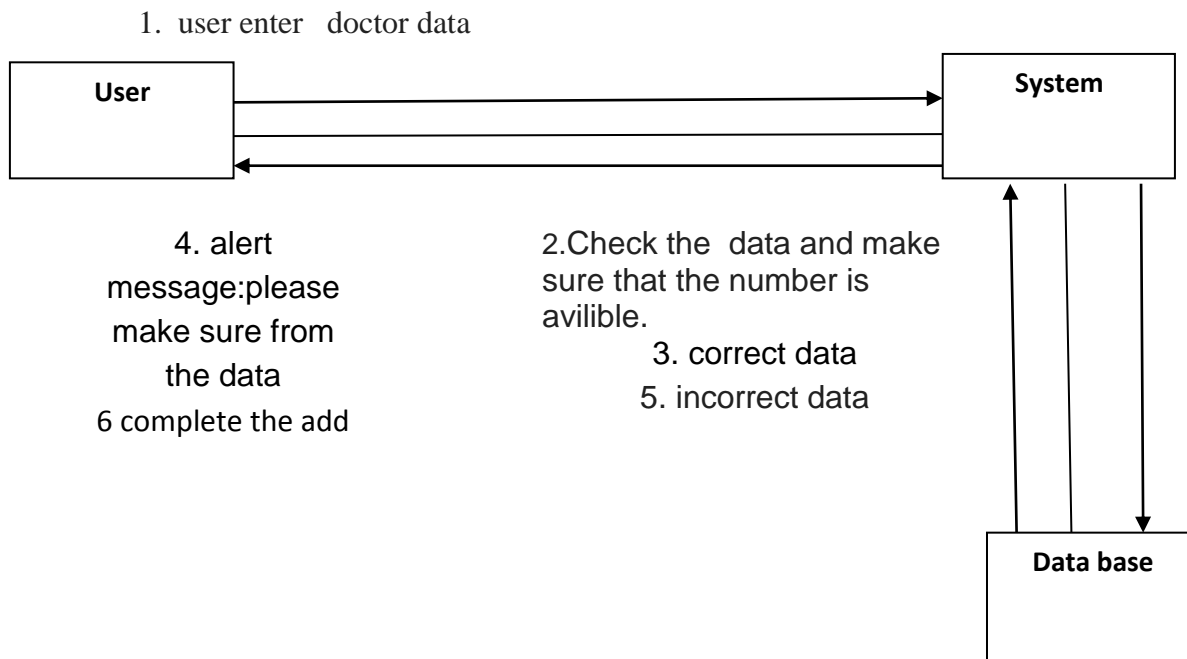 1. user enter doctor data
User
System
4. alert
message:please
make sure from
the data
6 complete the add
2.Check the data and make
sure that the number is
avilible.
3. correct data
5. incorrect data
Data base